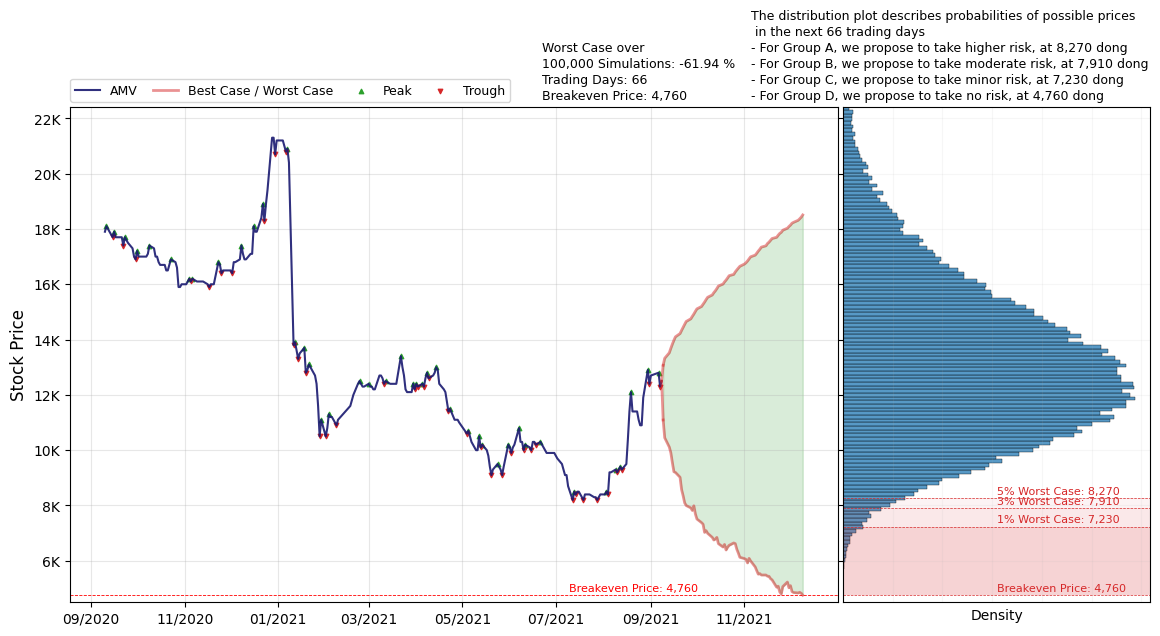 The distribution plot describes probabilities of possible prices
in the next 66 trading days
- For Group A, we propose to take higher risk, at 8,270 dong
- For Group B, we propose to take moderate risk, at 7,910 dong
- For Group C, we propose to take minor risk, at 7,230 dong
- For Group D, we propose to take no risk, at 4,760 dong
Worst Case over
100,000 Simulations: -61.94 %
Trading Days: 66
Breakeven Price: 4,760
AMV Best Case / Worst Case Peak Trough
Stock Price
22K
20K
18K
16K
14K
12K
10K
8K
6K
Breakeven Price: 4,760
09/2020 11/2020 01/2021 03/2021 05/2021 07/2021 09/2021 11/2021
5% Worst Case: 8,270
3% Worst Case: 7,910
1% Worst Case: 7,230
Breakeven Price: 4,760
Density